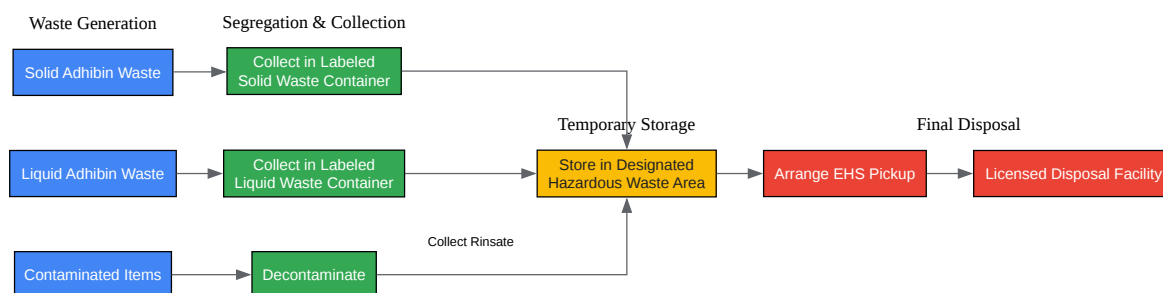 Waste Generation
Segregation & Collection
Solid Adhibin Waste
Collect in Labeled
Solid Waste Container
Temporary Storage
Final Disposal
Liquid Adhibin Waste
Collect in Labeled
Liquid Waste Container
Store in Designated
Hazardous Waste Area
Arrange EHS Pickup
Licensed Disposal Facility
Collect Rinsate
Contaminated Items
Decontaminate